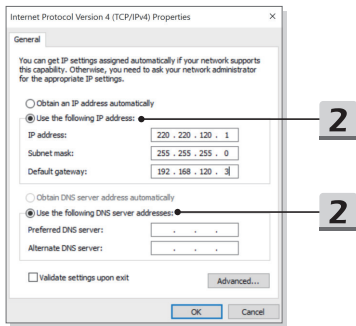 Internet Protocol Version 4 (TCP/IPv4) Properties
General
You can get IP settings assigned automatically if your network supports
this capability. Otherwise, you need to ask your network administrator
for the appropriate IP settings.
Obtain an IP address automatically
Use the following IP address:
2
IP address: 220 . 220 . 120 . 1
Subnet mask: 255 . 255 . 255 . 0
Default gateway: 192 . 168 . 120 . 3
Obtain DNS server address automatically
Use the following DNS server addresses:
2
Preferred DNS server: . . .
Alternate DNS server: . . .
Validate settings upon exit
Advanced...
OK Cancel